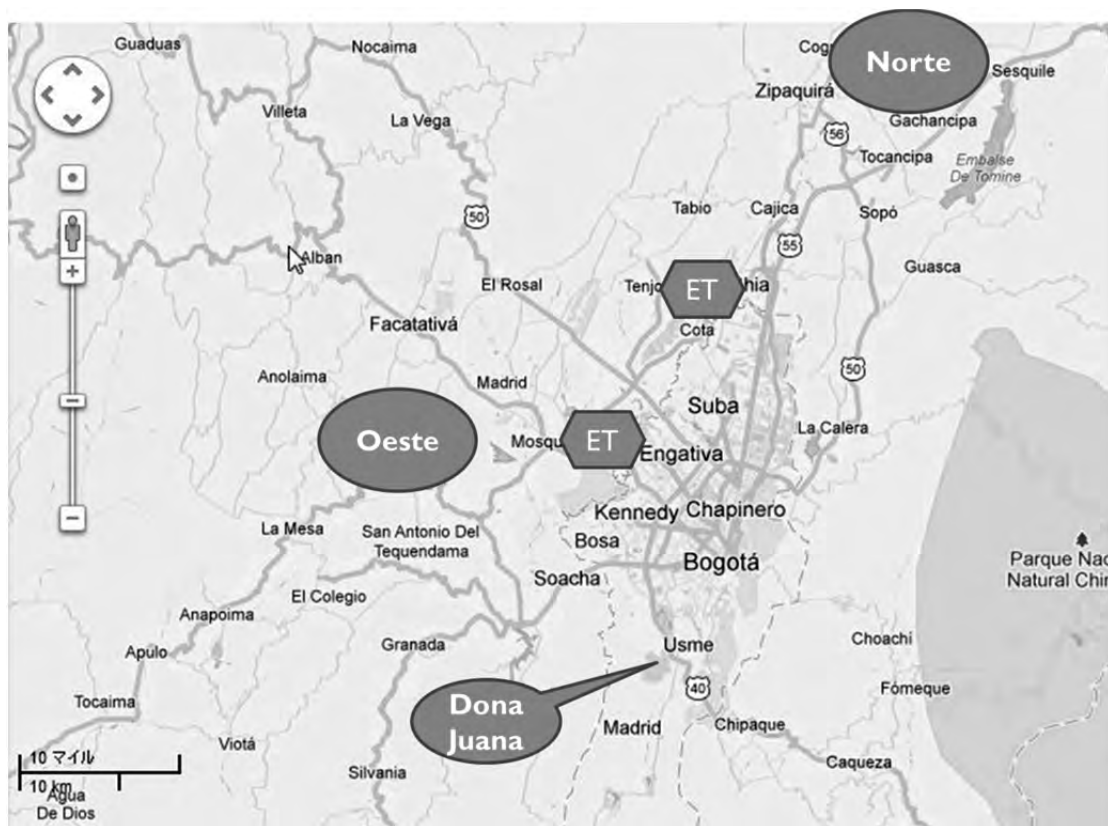 Guaduas
Nocaima
Cog
Norte
Sesquile
Zipaquirá
Villeta
La Vega
Gachancipa
56
Tocancipa
Embalse
De Tomine
50
Tabio
Cajica
Sopó
55
Alban
El Rosal
Tenjo
ET
hia
Guasca
Facatativá
Cota
50
Anolaima
Madrid
Suba
La Calera
Oeste
Mosqu
ET
Engativa
La Mesa
San Antonio Del
Tequendama
Kennedy
Chapinero
Bosa
Bogotá
Parque Nac
Natural Chin
Soacha
El Colegio
Anapoima
Granada
Usme
Choachí
Apulo
40
Fómeque
Tocaima
Dona
Juana
Madrid
Chipaque
Viotá
10 マイル
10 km
Silvania
Caqueza
Agua
De Dios